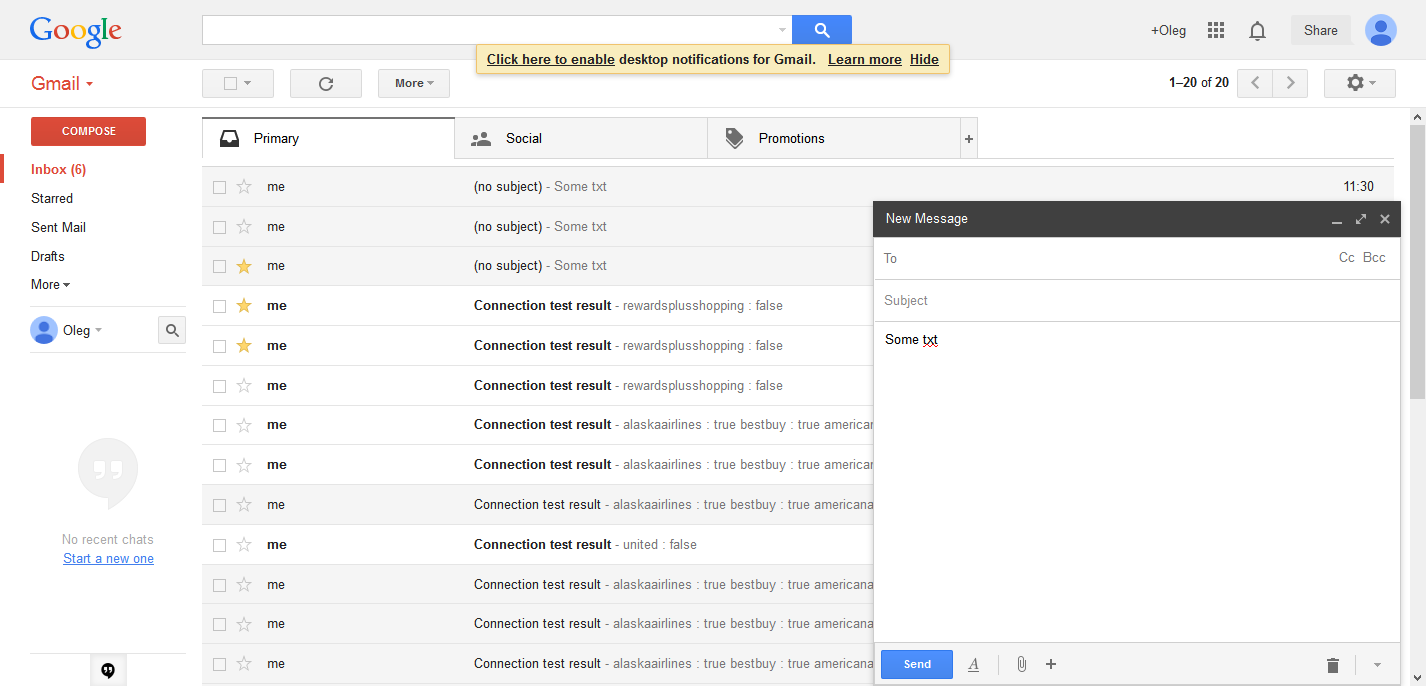 Google
+Oleg
Share
Click here to enable desktop notifications for Gmail. Learn more Hide
Gmail
More
1–20 of 20
COMPOSE
Inbox (6)
Starred
Sent Mail
Drafts
More
Oleg
No recent chats
Start a new one
Primary
Social
Promotions
+
me (no subject) - Some txt 11:30
me (no subject) - Some txt
me (no subject) - Some txt
me Connection test result - rewardsplusshopping : false
me Connection test result - rewardsplusshopping : false
me Connection test result - rewardsplusshopping : false
me Connection test result - alaskaairlines : true bestbuy : true american
me Connection test result - alaskaairlines : true bestbuy : true american
me Connection test result - alaskaairlines : true bestbuy : true americana
me Connection test result - united : false
me Connection test result - alaskaairlines : true bestbuy : true americana
me Connection test result - alaskaairlines : true bestbuy : true americana
me Connection test result - alaskaairlines : true bestbuy : true americana
New Message
To
Cc Bcc
Subject
Some txt
Send
A
+